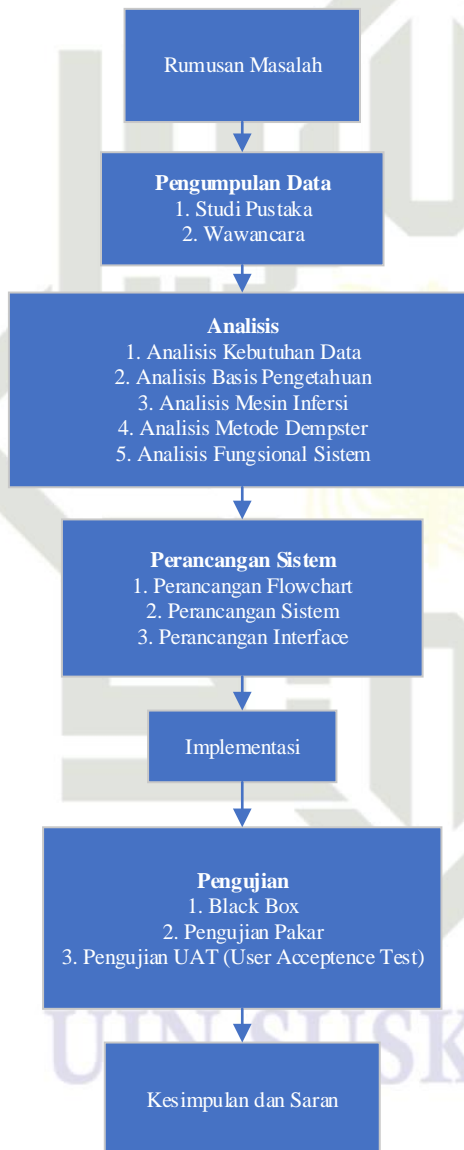 Rumusan Masalah
Pengumpulan Data
1. Studi Pustaka
2. Wawancara
Analisis
1. Analisis Kebutuhan Data
2. Analisis Basis Pengetahuan
3. Analisis Mesin Infersi
4. Analisis Metode Dempster
5. Analisis Fungsional Sistem
Perancangan Sistem
1. Perancangan Flowchart
2. Perancangan Sistem
3. Perancangan Interface
Implementasi
Pengujian
1. Black Box
2. Pengujian Pakar
3. Pengujian UAT (User Acceptence Test)
UIN SUSK
Kesimpulan dan Saran